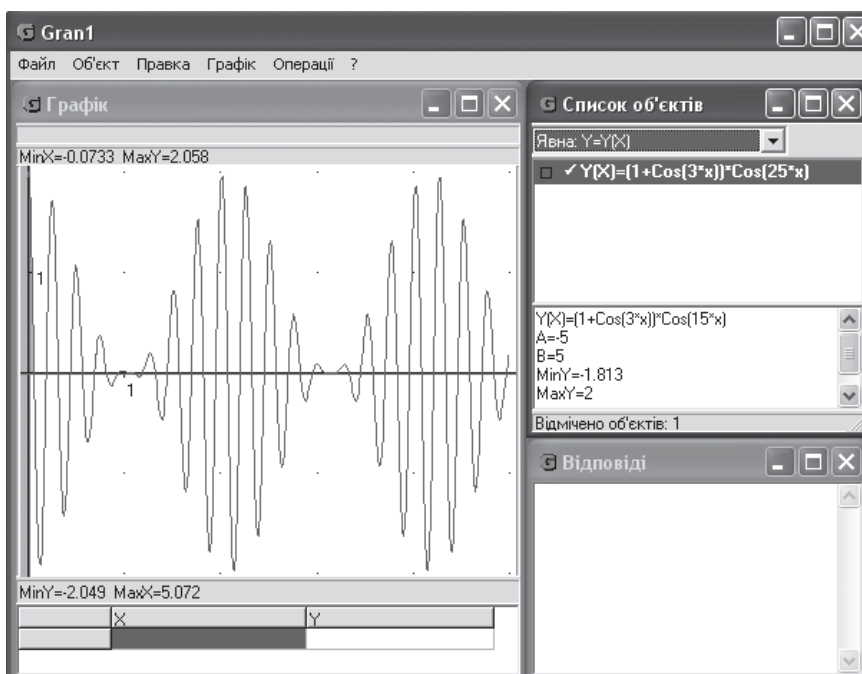 Gran1
Файл Об'єкт Правка Графік Операції ?
Графік
MinX=-0.0733 MaxY=2.058
1
1
MinY=-2.049 MaxX=5.072
X Y
Список об'єктів
Явна: Y=Y(X)
✓ Y(X)=(1+Cos(3*x))*Cos(25*x)
Y(X)=(1+Cos(3*x))*Cos(15*x)
A=-5
B=5
MinY=-1.813
MaxY=2
Відмічено об'єктів: 1
Відповіді